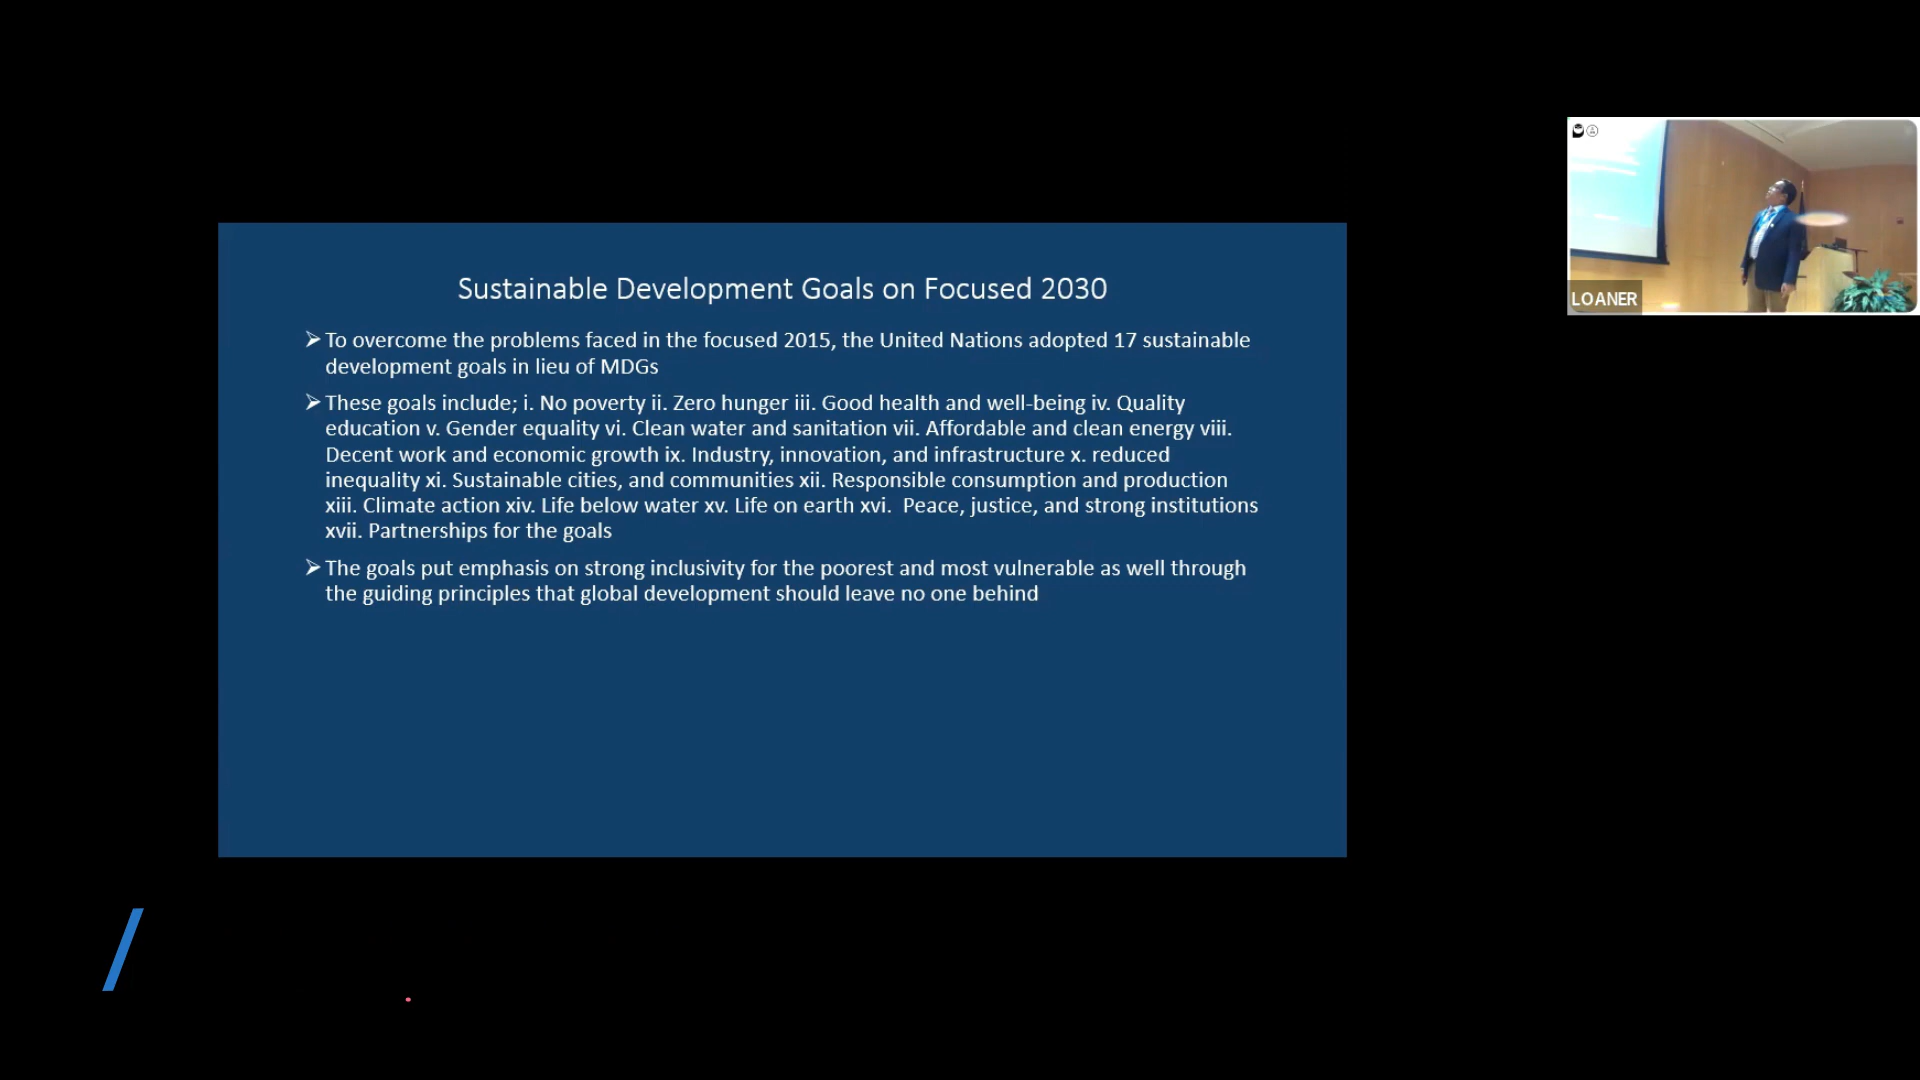 Sustainable Development Goals on Focused 2030
➢To overcome the problems faced in the focused 2015, the United Nations adopted 17 sustainable
development goals in lieu of MDGs
➢These goals include; i. No poverty ii. Zero hunger iii. Good health and well-being iv. Quality
education v. Gender equality vi. Clean water and sanitation vii. Affordable and clean energy viii.
Decent work and economic growth ix. Industry, innovation, and infrastructure x. reduced
inequality xi. Sustainable cities, and communities xii. Responsible consumption and production
xiii. Climate action xiv. Life below water xv. Life on earth xvi.  Peace, justice, and strong institutions
xvii. Partnerships for the goals
➢The goals put emphasis on strong inclusivity for the poorest and most vulnerable as well through
the guiding principles that global development should leave no one behind
LOANER